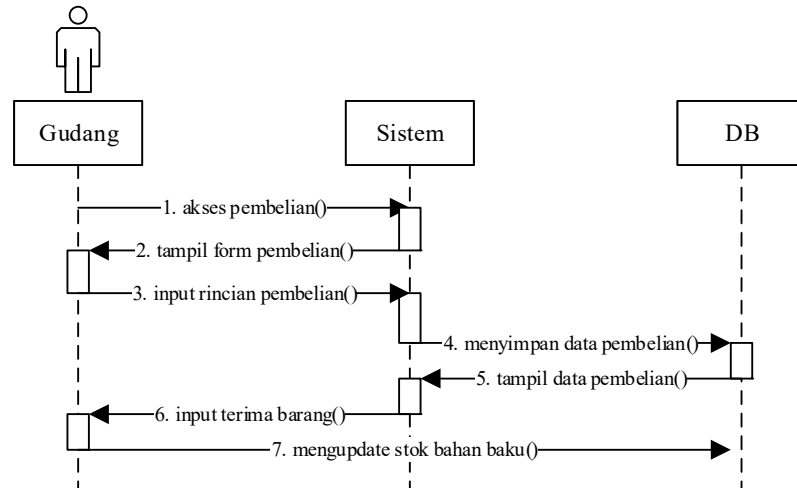 Gudang
Sistem
DB
1. akses pembelian()
2. tampil form pembelian()
3. input rincian pembelian()
4. menyimpan data pembelian()
5. tampil data pembelian()
6. input terima barang()
7. mengupdate stok bahan baku()